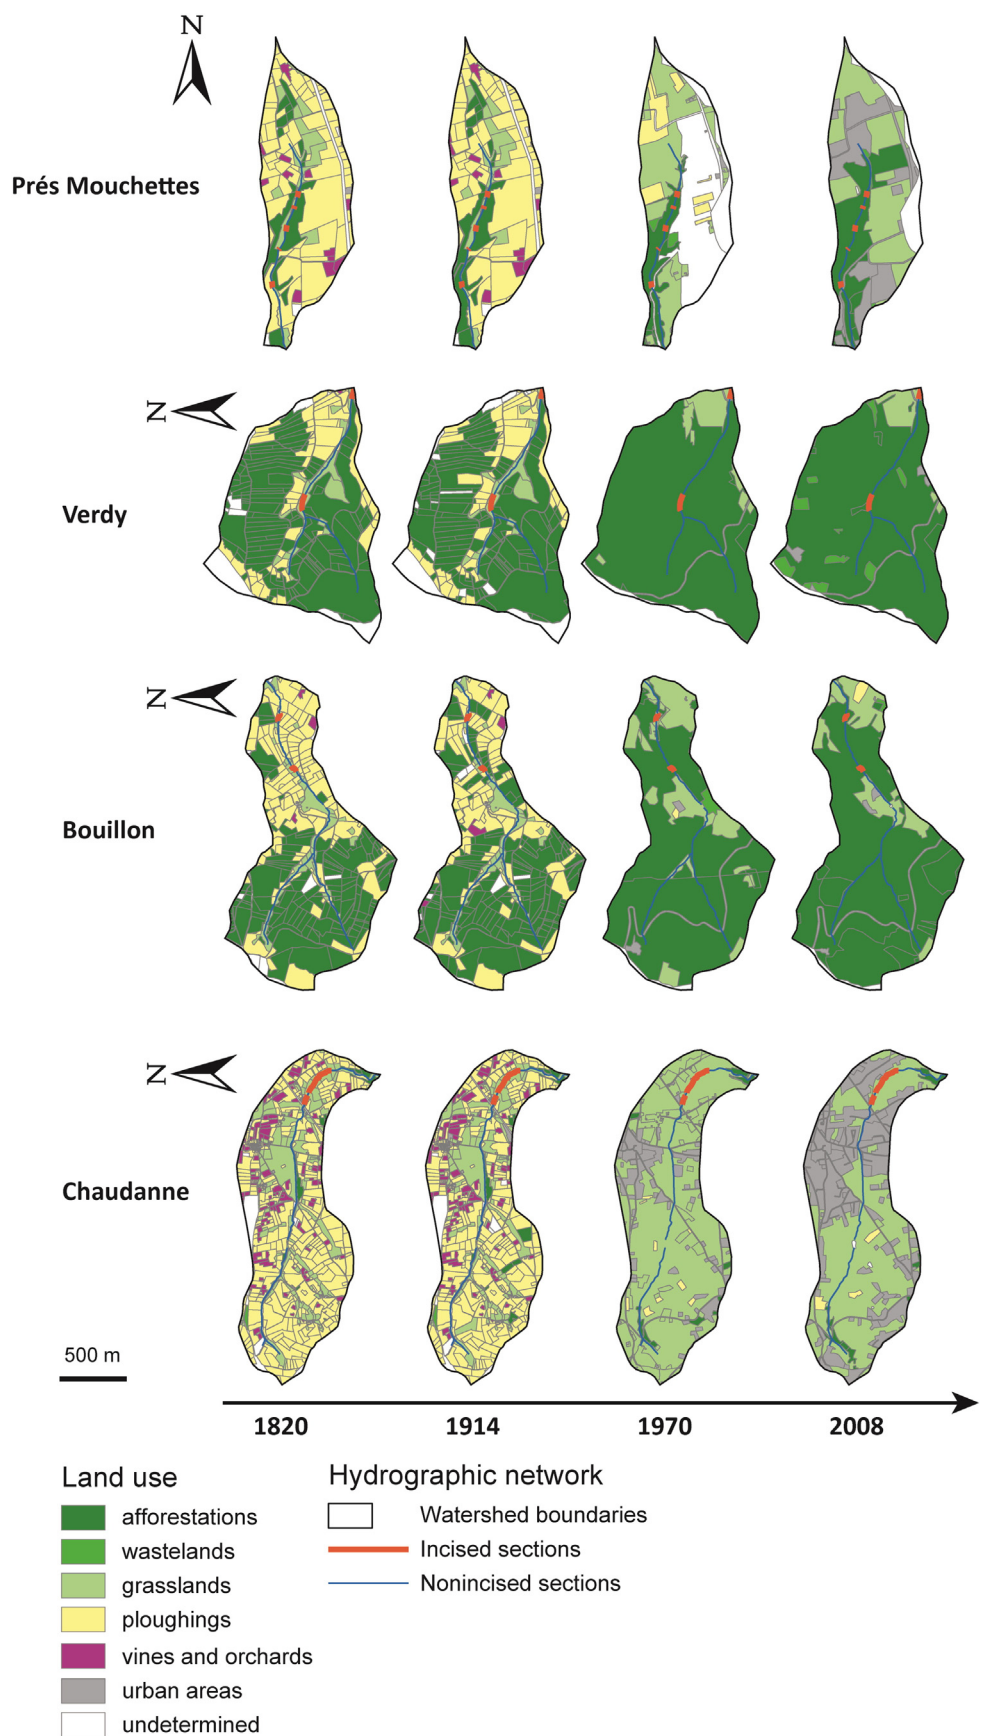 N
Prés Mouchettes
N
Verdy
N
Bouillon
N
Chaudanne
500 m
1820 1914 1970 2008
Land use
afforestations
wastelands
grasslands
ploughings
vines and orchards
urban areas
undetermined
Hydrographic network
Watershed boundaries
Incised sections
Nonincised sections